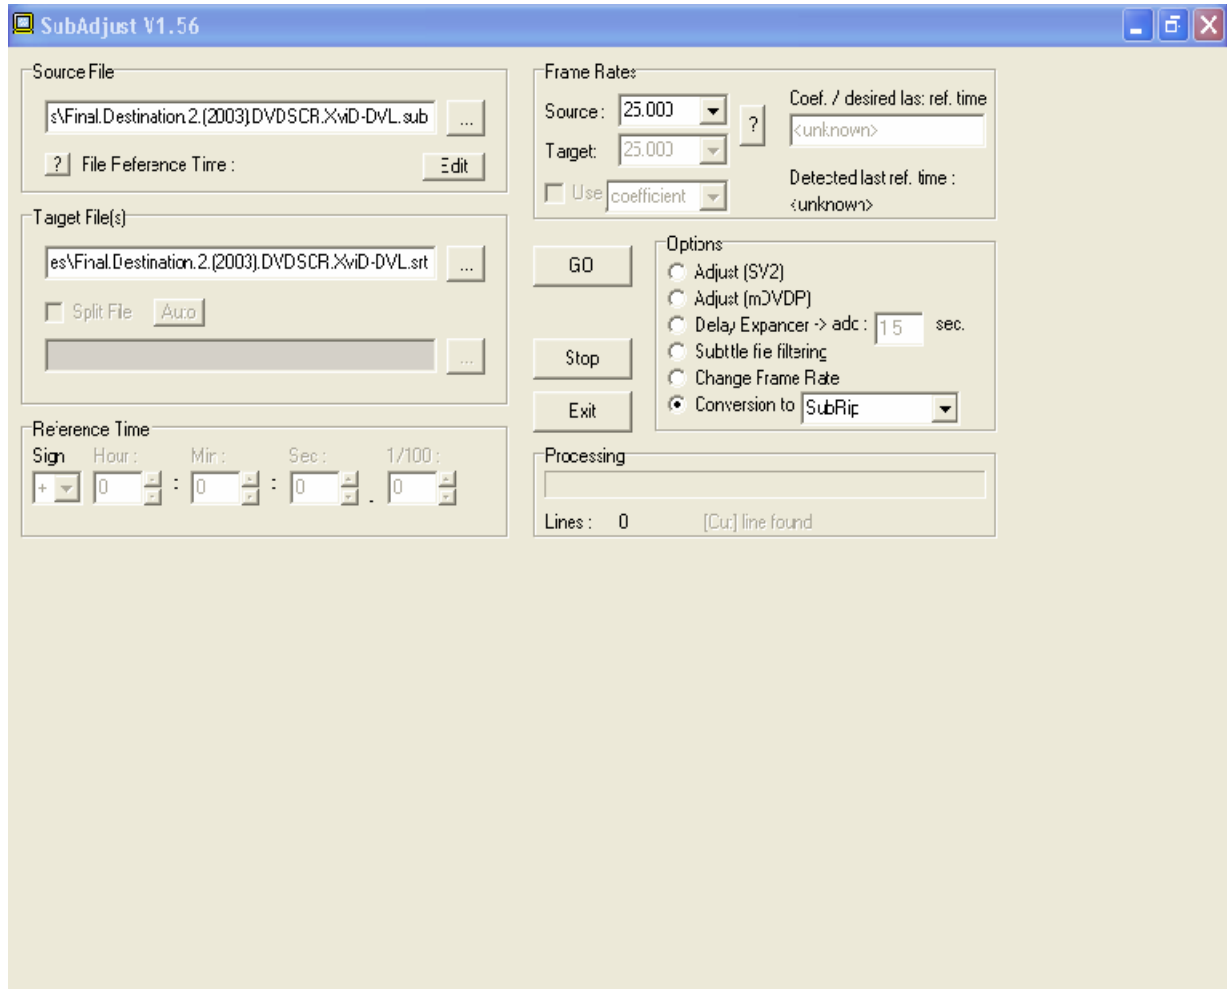 SubAdjust V1.56
Source File
s\Final.Destination.2.(2003).DVDSCR.XviD-DVL.sub
...
? File Reference Time :
Edit
Target File(s)
es\Final.Destination.2.(2003).DVDSCR.XviD-DVL.srt
...
Split File
Auto
...
Reference Time
Sign Hour : Min : Sec : 1/100 :
+ 0 : 0 : 0 . 0
Frame Rates
Source : 25.000
?
Target: 25.000
Use coefficient
Coef. / desired last ref. time
<unknown>
Detected last ref. time :
<unknown>
GO
Stop
Exit
Options
Adjust (SV2)
Adjust (mDVDP)
Delay Expancer -> add : 1.5 sec.
Subtitle file filtering
Change Frame Rate
Conversion to SubRip
Processing
Lines : 0 [Cut] line found